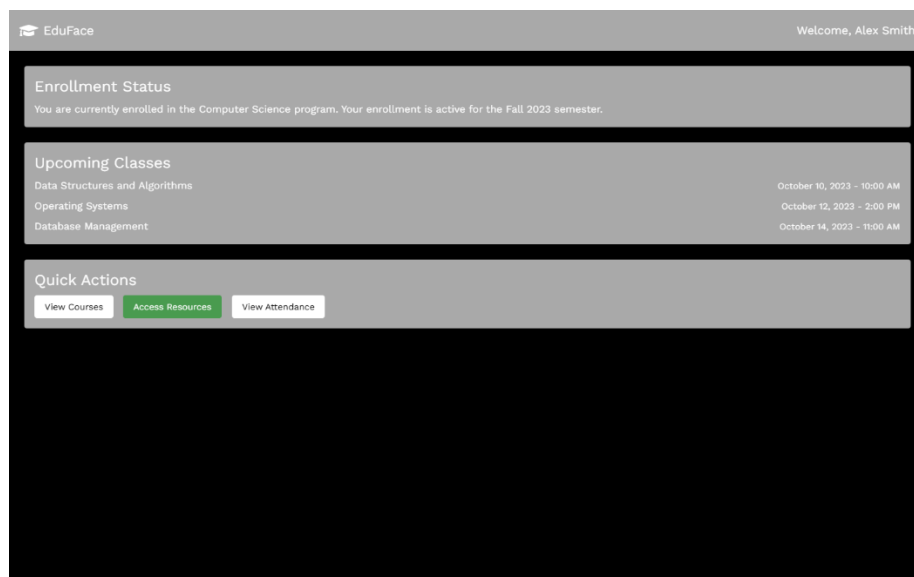 EduFace
Welcome, Alex Smith
Enrollment Status
You are currently enrolled in the Computer Science program. Your enrollment is active for the Fall 2023 semester.
Upcoming Classes
Data Structures and Algorithms October 10, 2023 - 10:00 AM
Operating Systems October 12, 2023 - 2:00 PM
Database Management October 14, 2023 - 11:00 AM
Quick Actions
View Courses Access Resources View Attendance